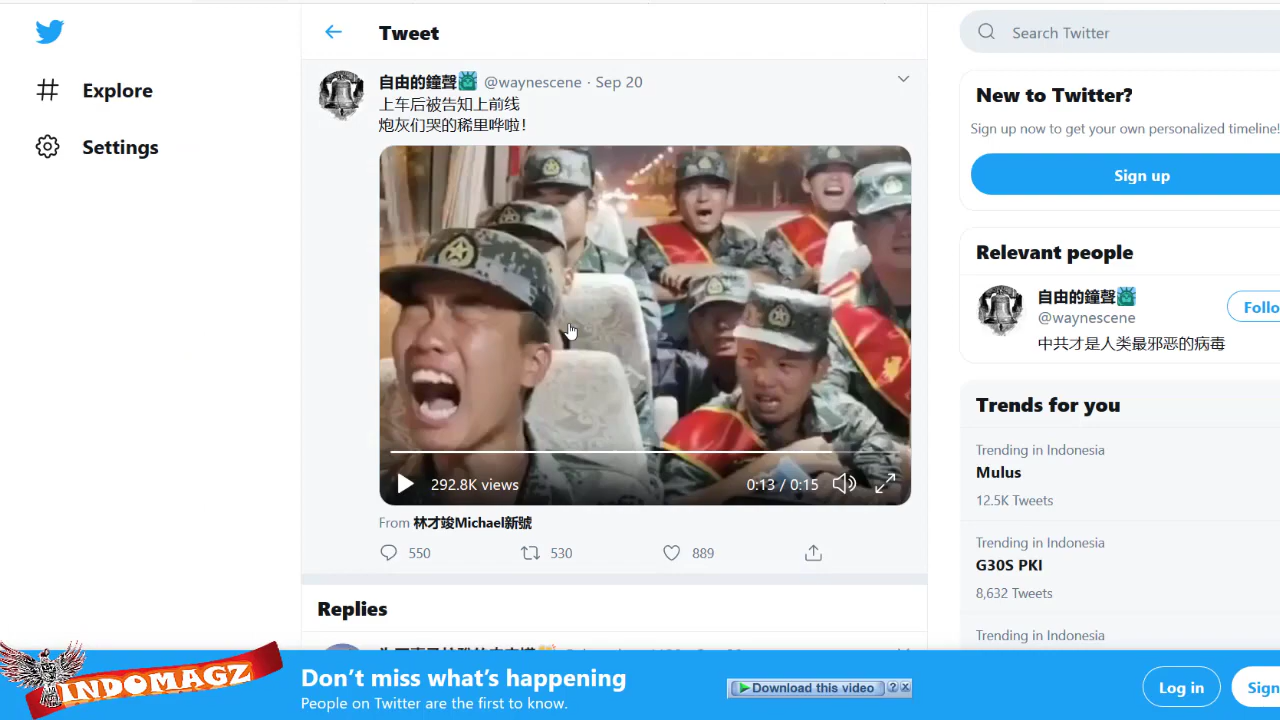 Explore
Settings
Tweet
自由的鐘聲 @waynescene · Sep 20
上车后被告知上前线
炮灰们哭的稀里哗啦！
292.8K views
0:13 / 0:15
From 林才竣Michael新號
550
530
889
Replies
Search Twitter
New to Twitter?
Sign up now to get your own personalized timeline!
Sign up
Relevant people
自由的鐘聲
@waynescene
Follo
中共才是人类最邪恶的病毒
Trends for you
Trending in Indonesia
Mulus
12.5K Tweets
Trending in Indonesia
G30S PKI
8,632 Tweets
Trending in Indonesia
INDOMAGZ
Don’t miss what’s happening
People on Twitter are the first to know.
Download this video
Log in
Sign